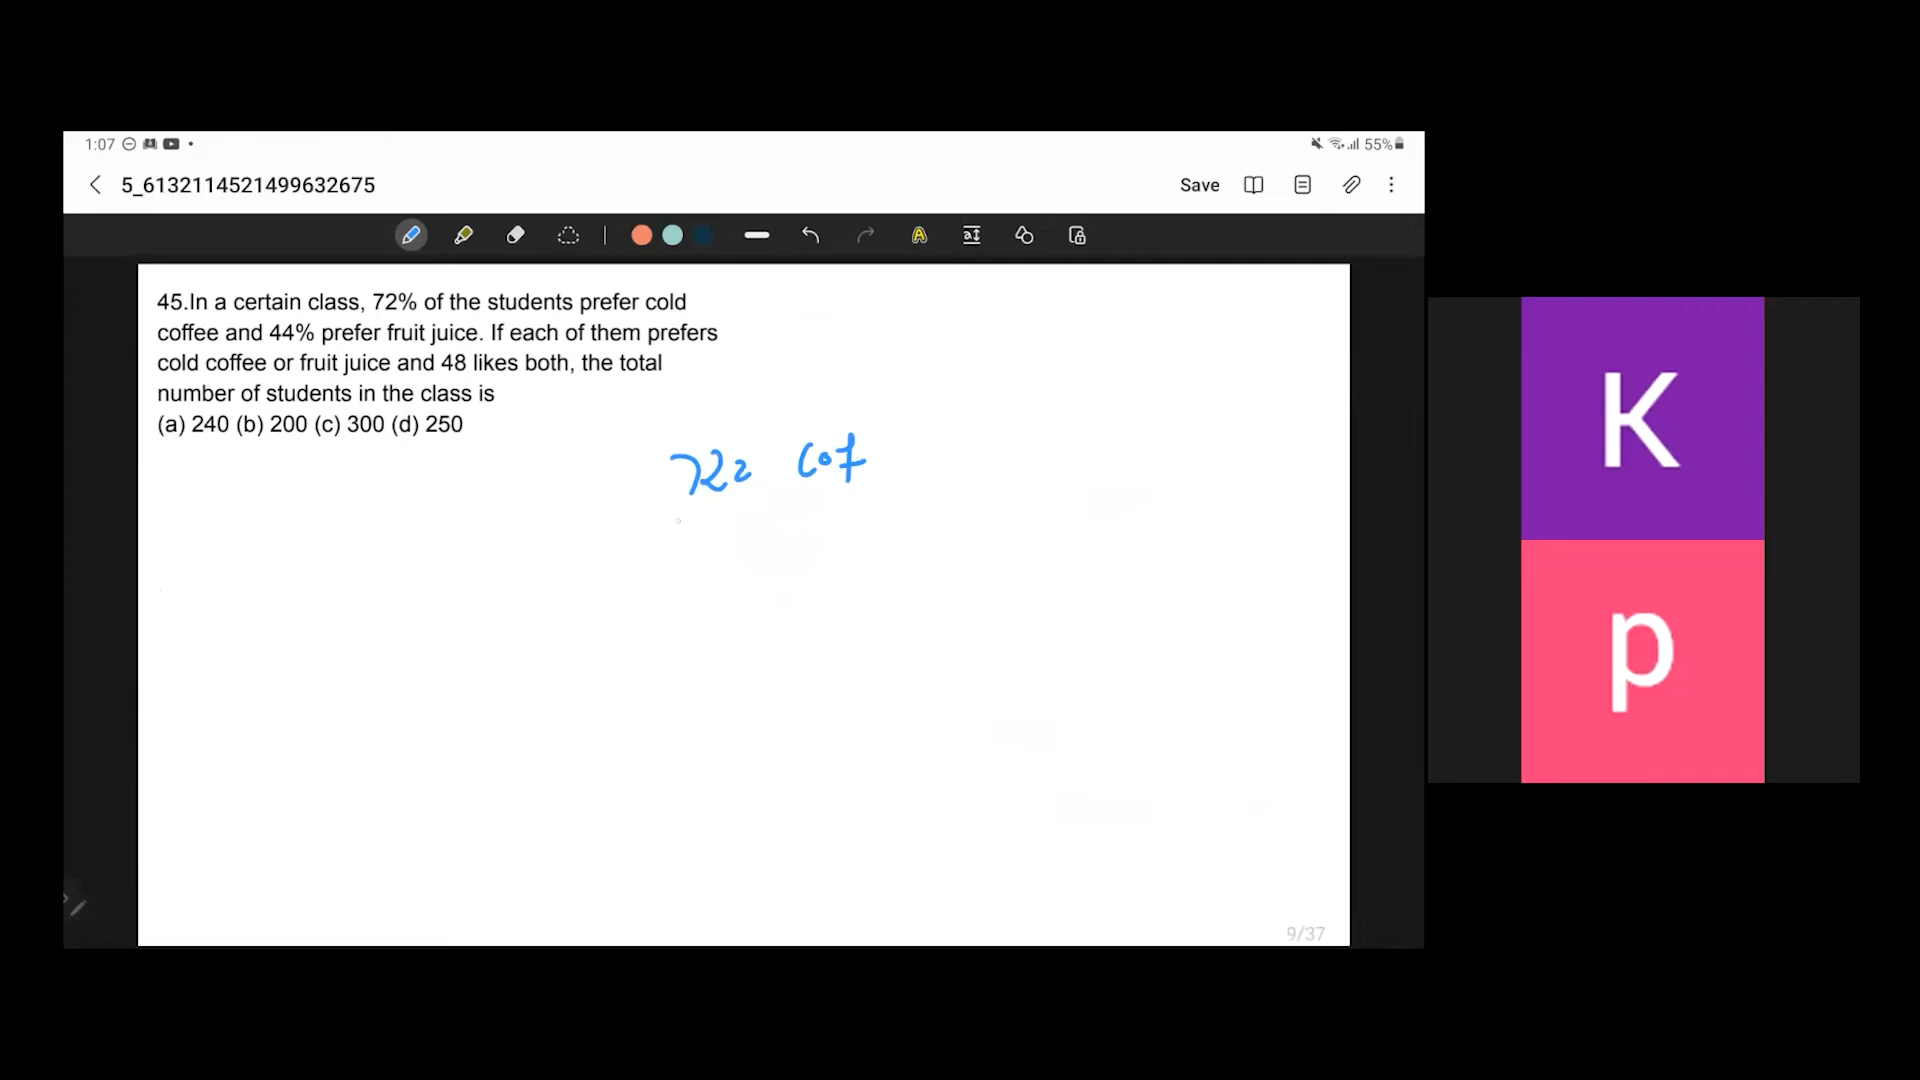 1:07
55%
5_6132114521499632675
Save
45.In a certain class, 72% of the students prefer cold
coffee and 44% prefer fruit juice. If each of them prefers
cold coffee or fruit juice and 48 likes both, the total
number of students in the class is
(a) 240 (b) 200 (c) 300 (d) 250
cof
9/37
K
p